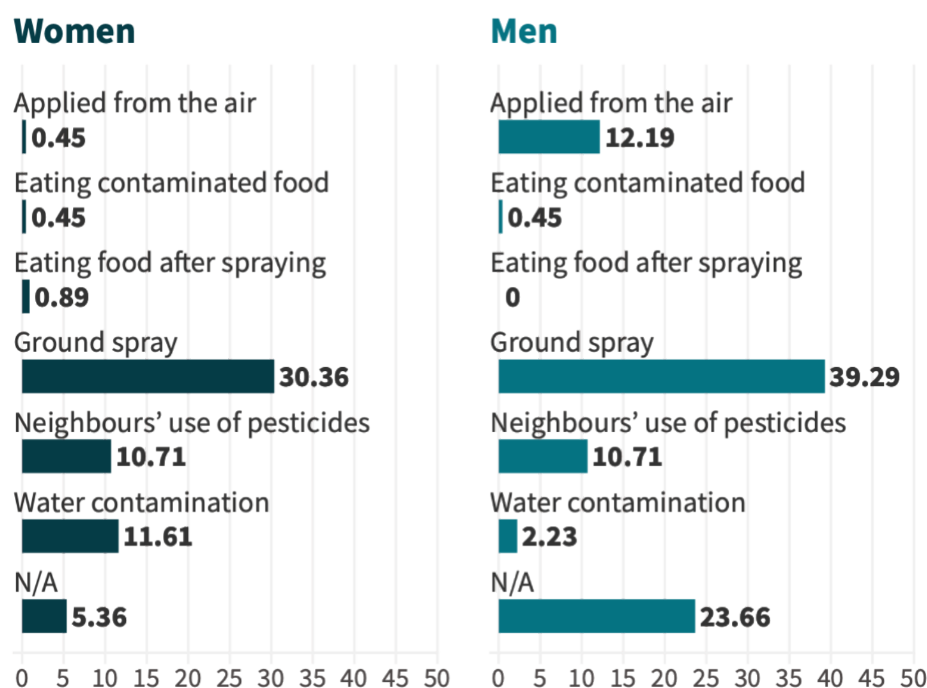 Women
Applied from the air
0.45
Eating contaminated food
0.45
Eating food after spraying
0.89
Ground spray
30.36
Neighbours’ use of pesticides
10.71
Water contamination
11.61
N/A
5.36
0 5 10 15 20 25 30 35 40 45 50
Men
Applied from the air
12.19
Eating contaminated food
0.45
Eating food after spraying
0
Ground spray
39.29
Neighbours’ use of pesticides
10.71
Water contamination
2.23
N/A
23.66
0 5 10 15 20 25 30 35 40 45 50